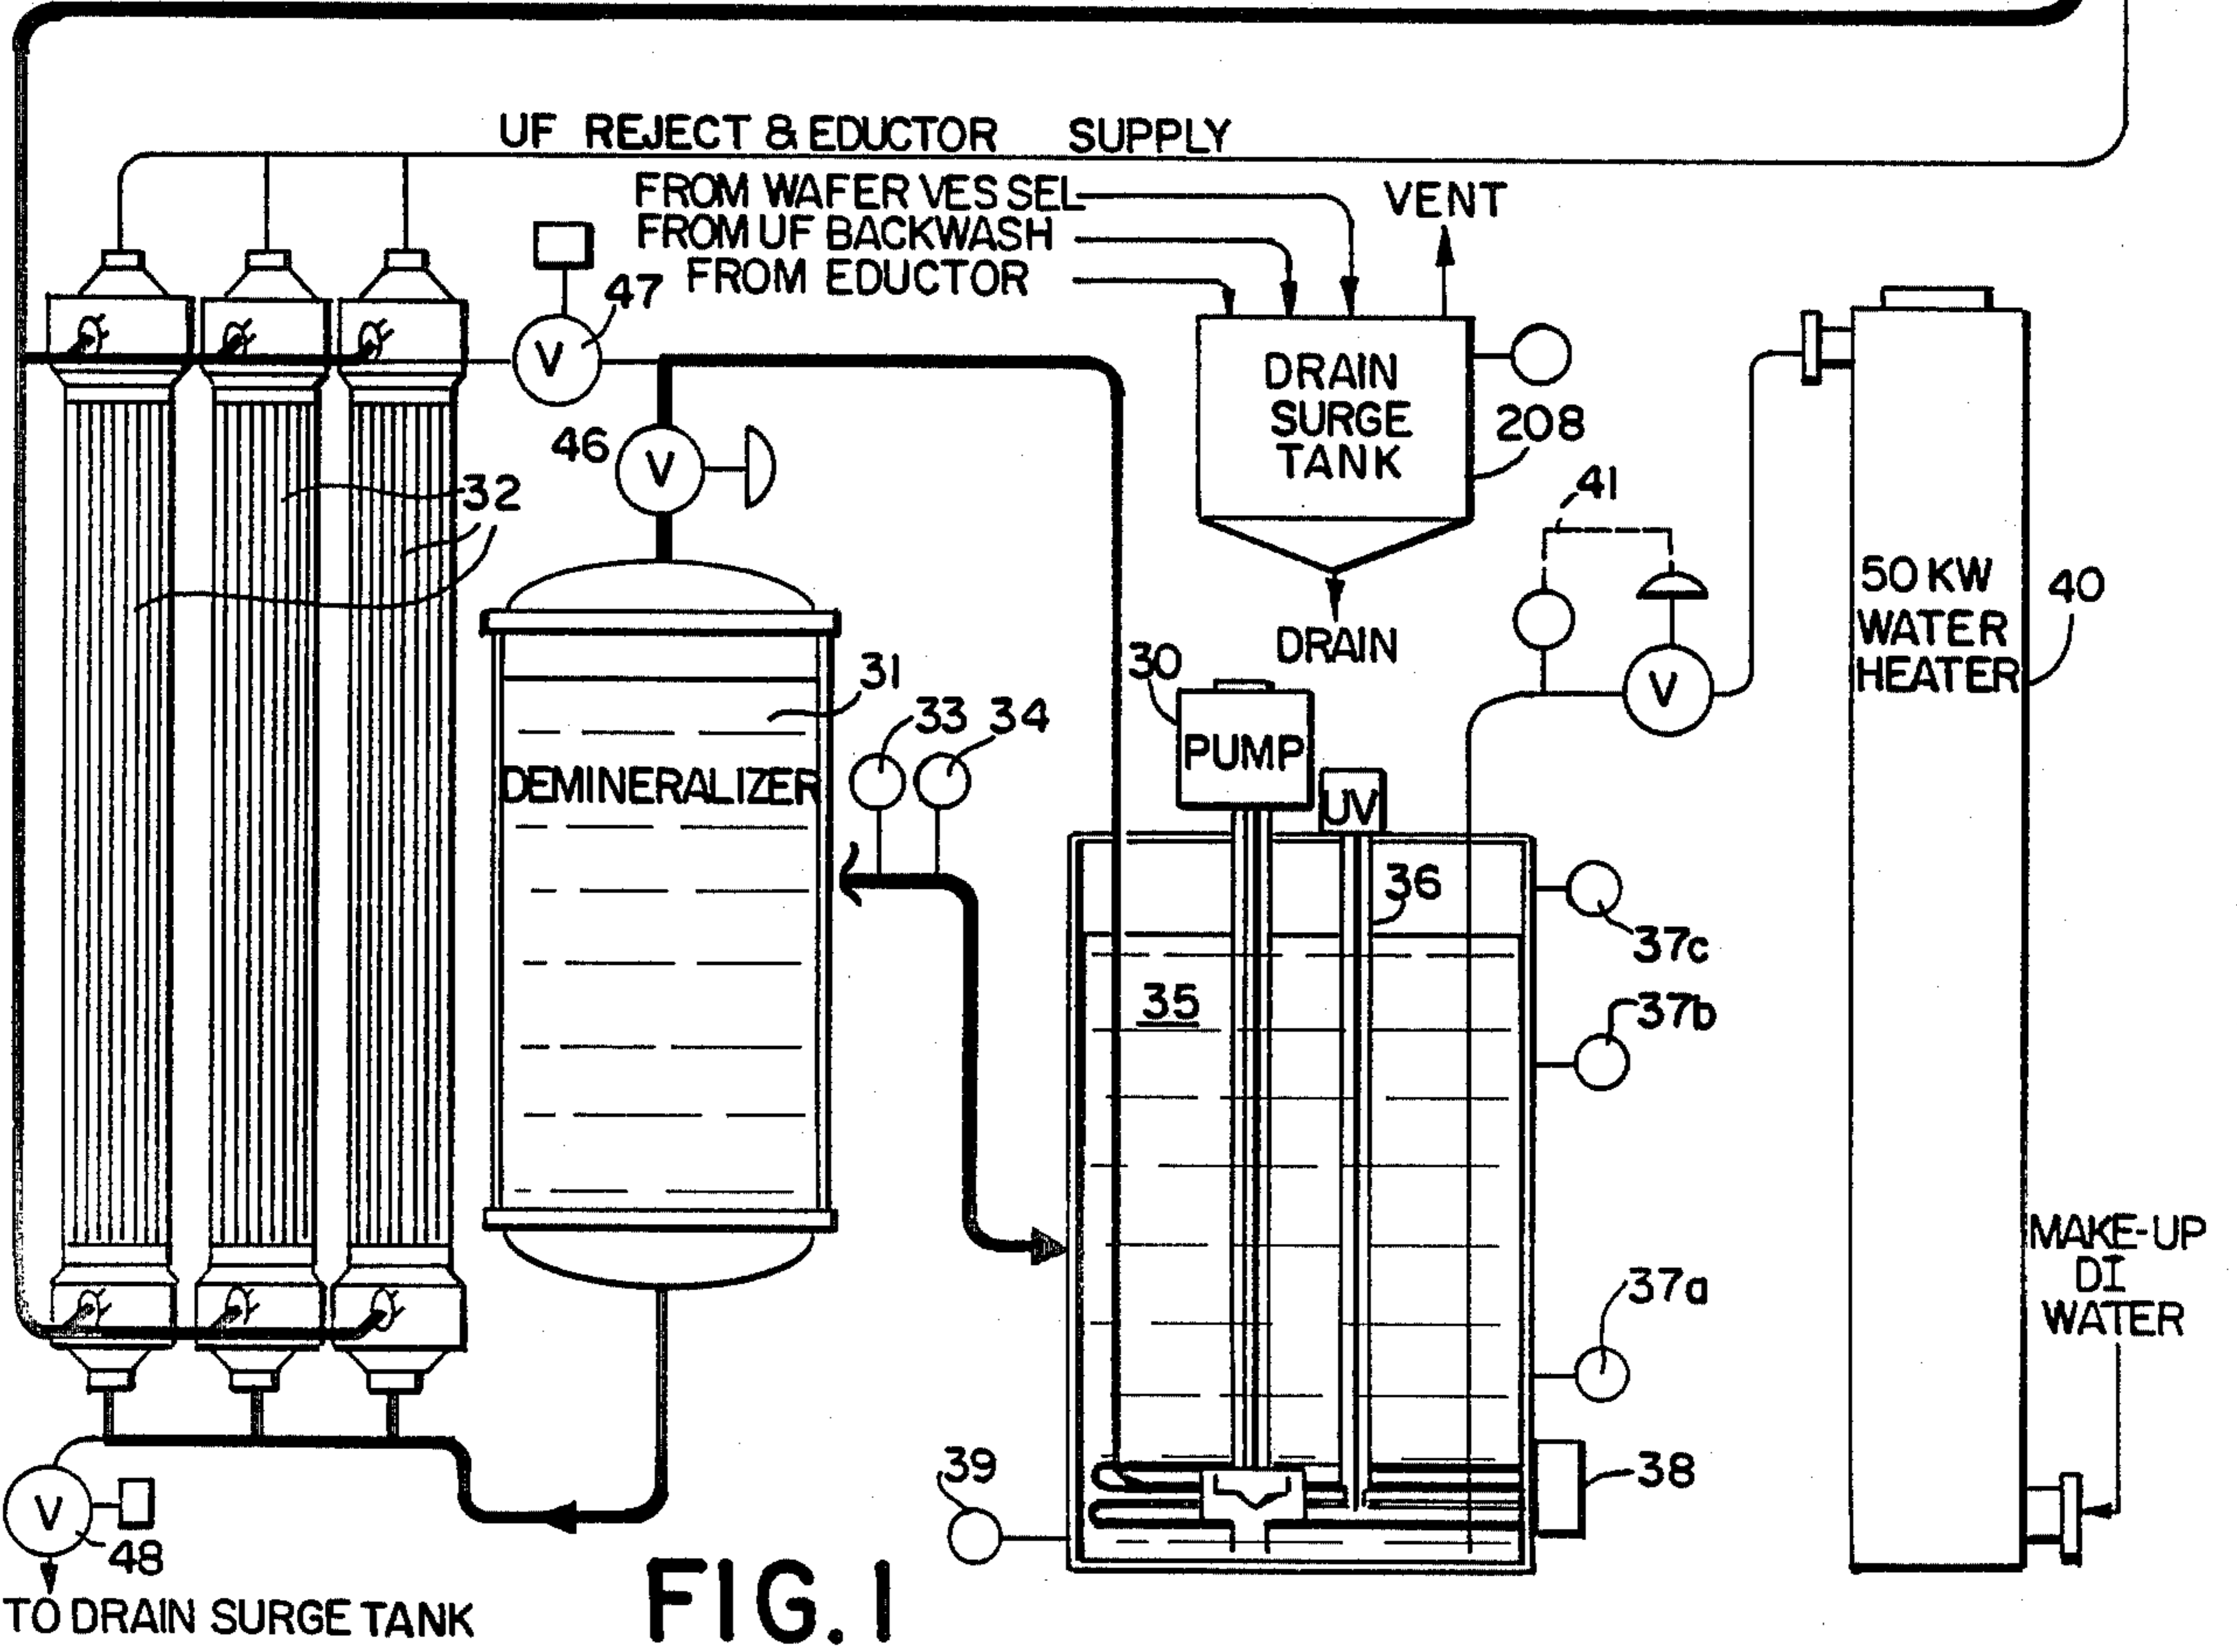 UF REJECT & EDUCTOR SUPPLY
FROM WAFER VESSEL
FROM UF BACKWASH
FROM EDUCTOR
VENT
47
V
46
V
DRAIN
SURGE
TANK
208
32
41
50 KW
WATER
HEATER
40
DRAIN
30
31
33
34
V
PUMP
DEMINERALIZER
UV
36
37c
35
37b
MAKE-UP
DI
WATER
37a
39
38
V
48
TO DRAIN SURGE TANK
FIG. 1